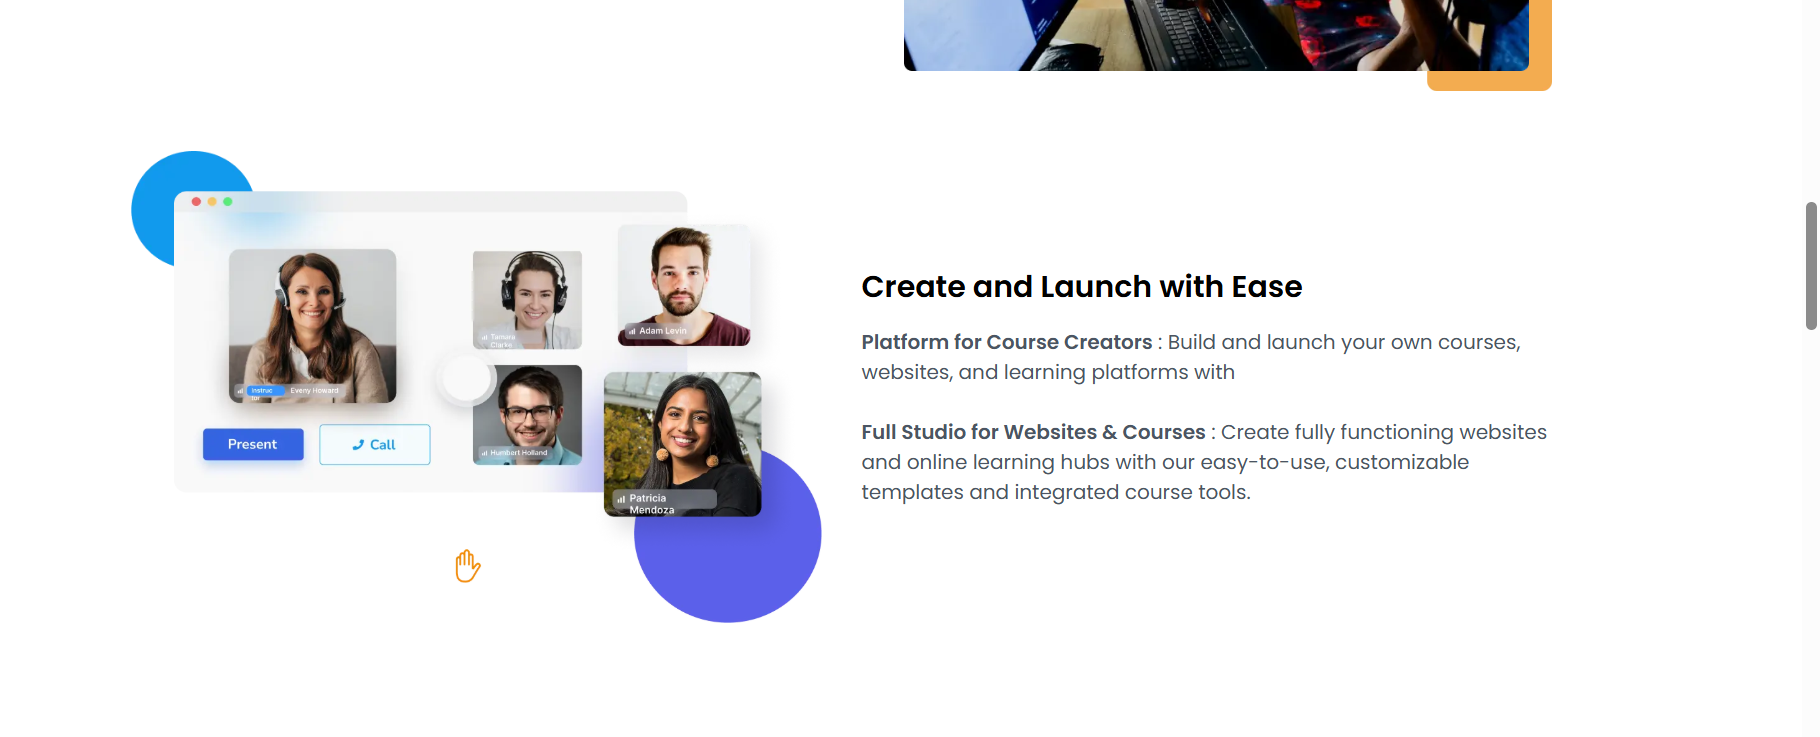 Adam Levin
Tamara
Clarke
instruc
tor
Eveny Howard
Present
Call
Humbert Holland
Patricia
Mendoza
Create and Launch with Ease
Platform for Course Creators : Build and launch your own courses,
websites, and learning platforms with
Full Studio for Websites & Courses : Create fully functioning websites
and online learning hubs with our easy-to-use, customizable
templates and integrated course tools.